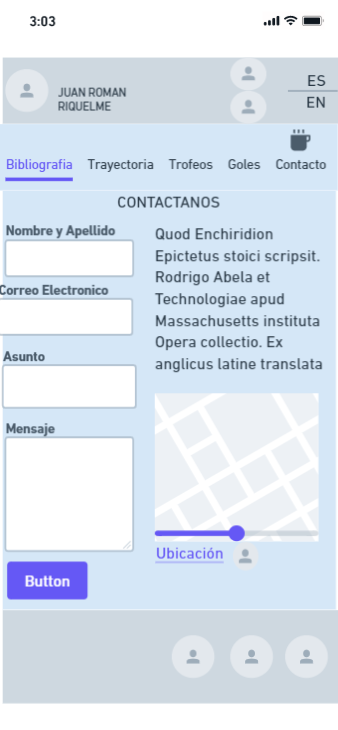 3:03
JUAN ROMAN
RIQUELME
ES
EN
Bibliografia Trayectoria Trofeos Goles Contacto
CONTACTANOS
Nombre y Apellido
Correo Electronico
Asunto
Mensaje
Button
Quod Enchiridion
Epictetus stoici scripsit.
Rodrigo Abela et
Technologiae apud
Massachusetts instituta
Opera collectio. Ex
anglicus latine translata
Ubicación